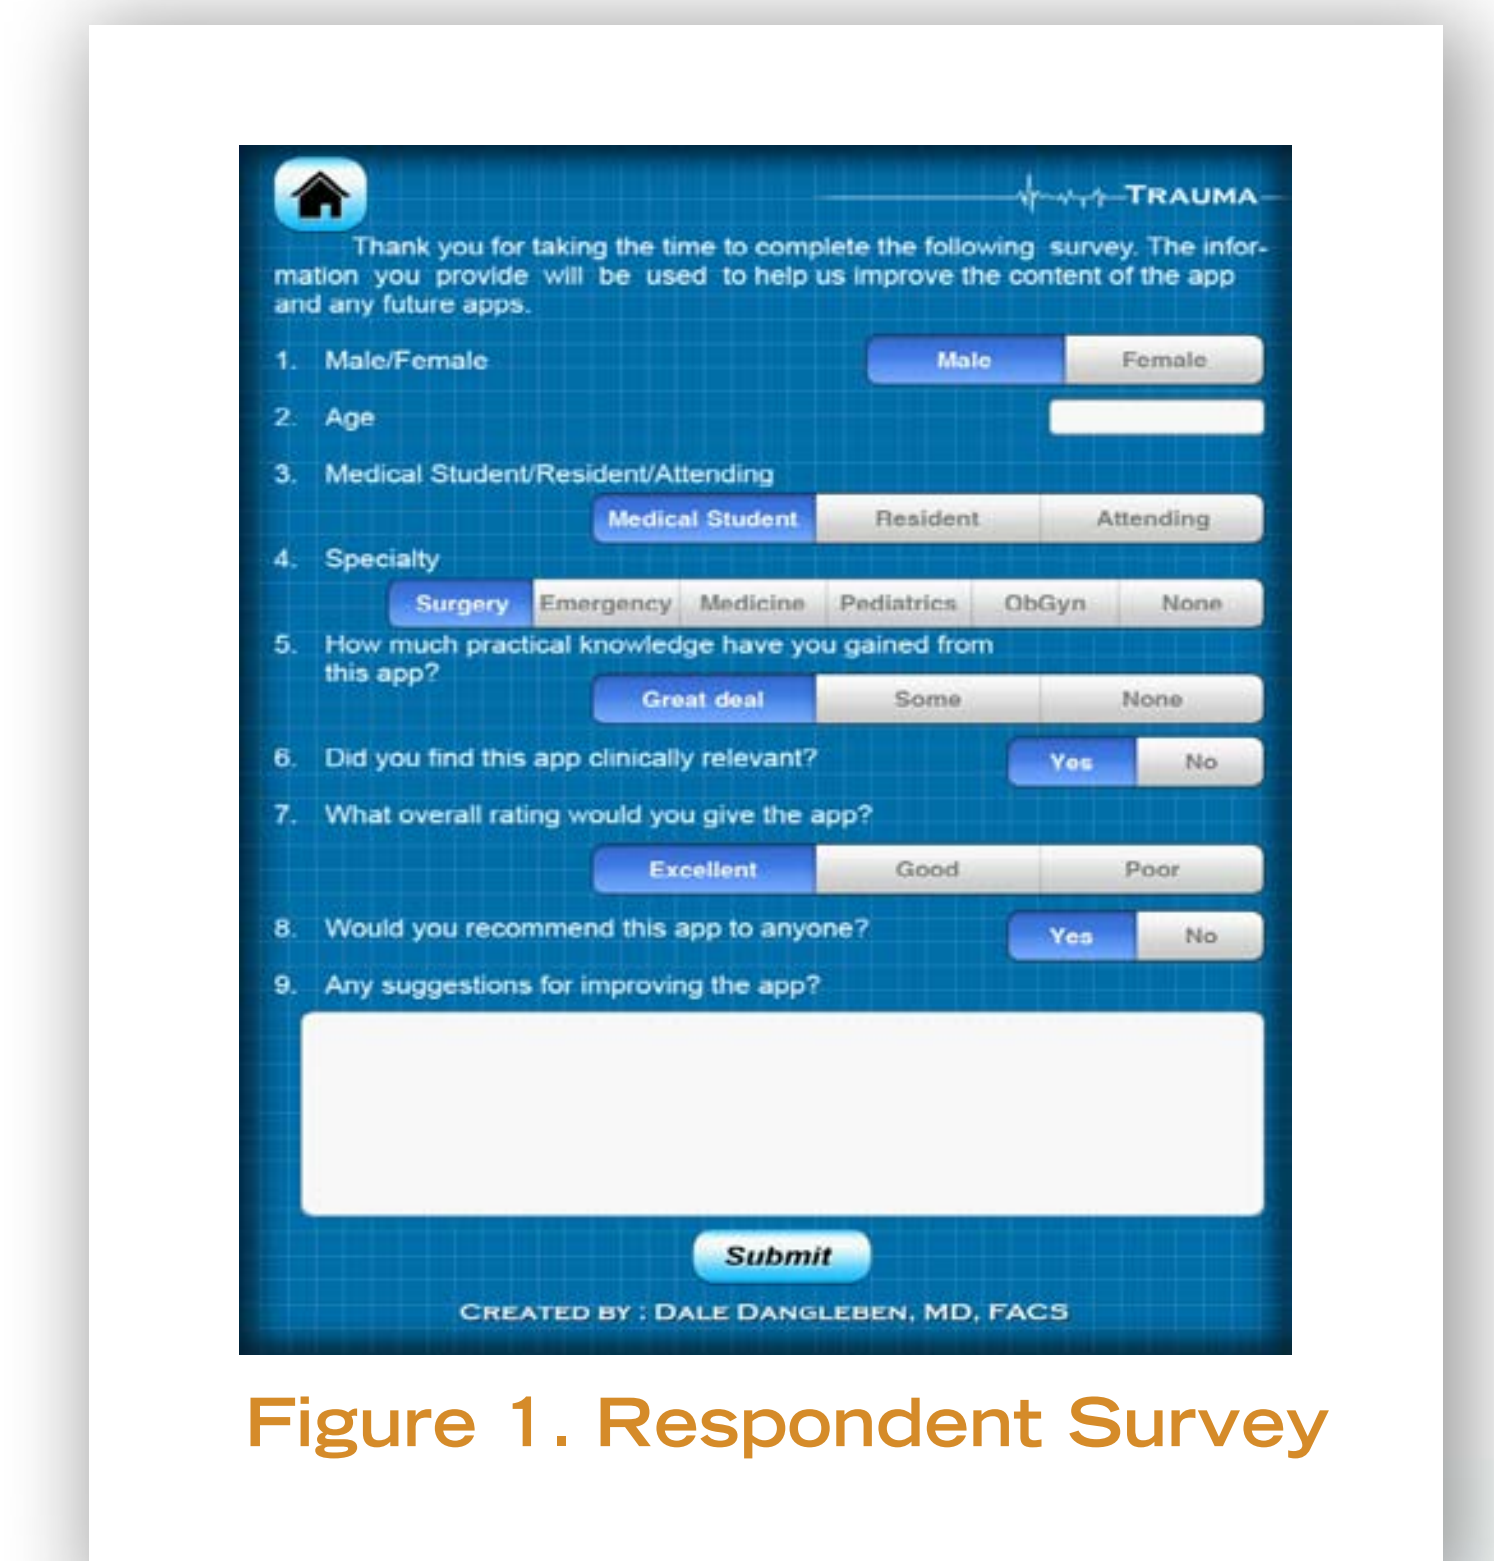 TRAUMA
Thank you for taking the time to complete the following survey. The infor-
mation you provide will be used to help us improve the content of the app
and any future apps.
1. Male/Female
Male Female
2. Age
3. Medical Student/Resident/Attending
Medical Student Resident Attending
4. Specialty
Surgery Emergency Medicine Pediatrics ObGyn None
5. How much practical knowledge have you gained from
this app?
Great deal Some None
6. Did you find this app clinically relevant?
Yes No
7. What overall rating would you give the app?
Excellent Good Poor
8. Would you recommend this app to anyone?
Yes No
9. Any suggestions for improving the app?
Submit
CREATED BY : DALE DANGLEBEN, MD, FACS
Figure 1. Respondent Survey